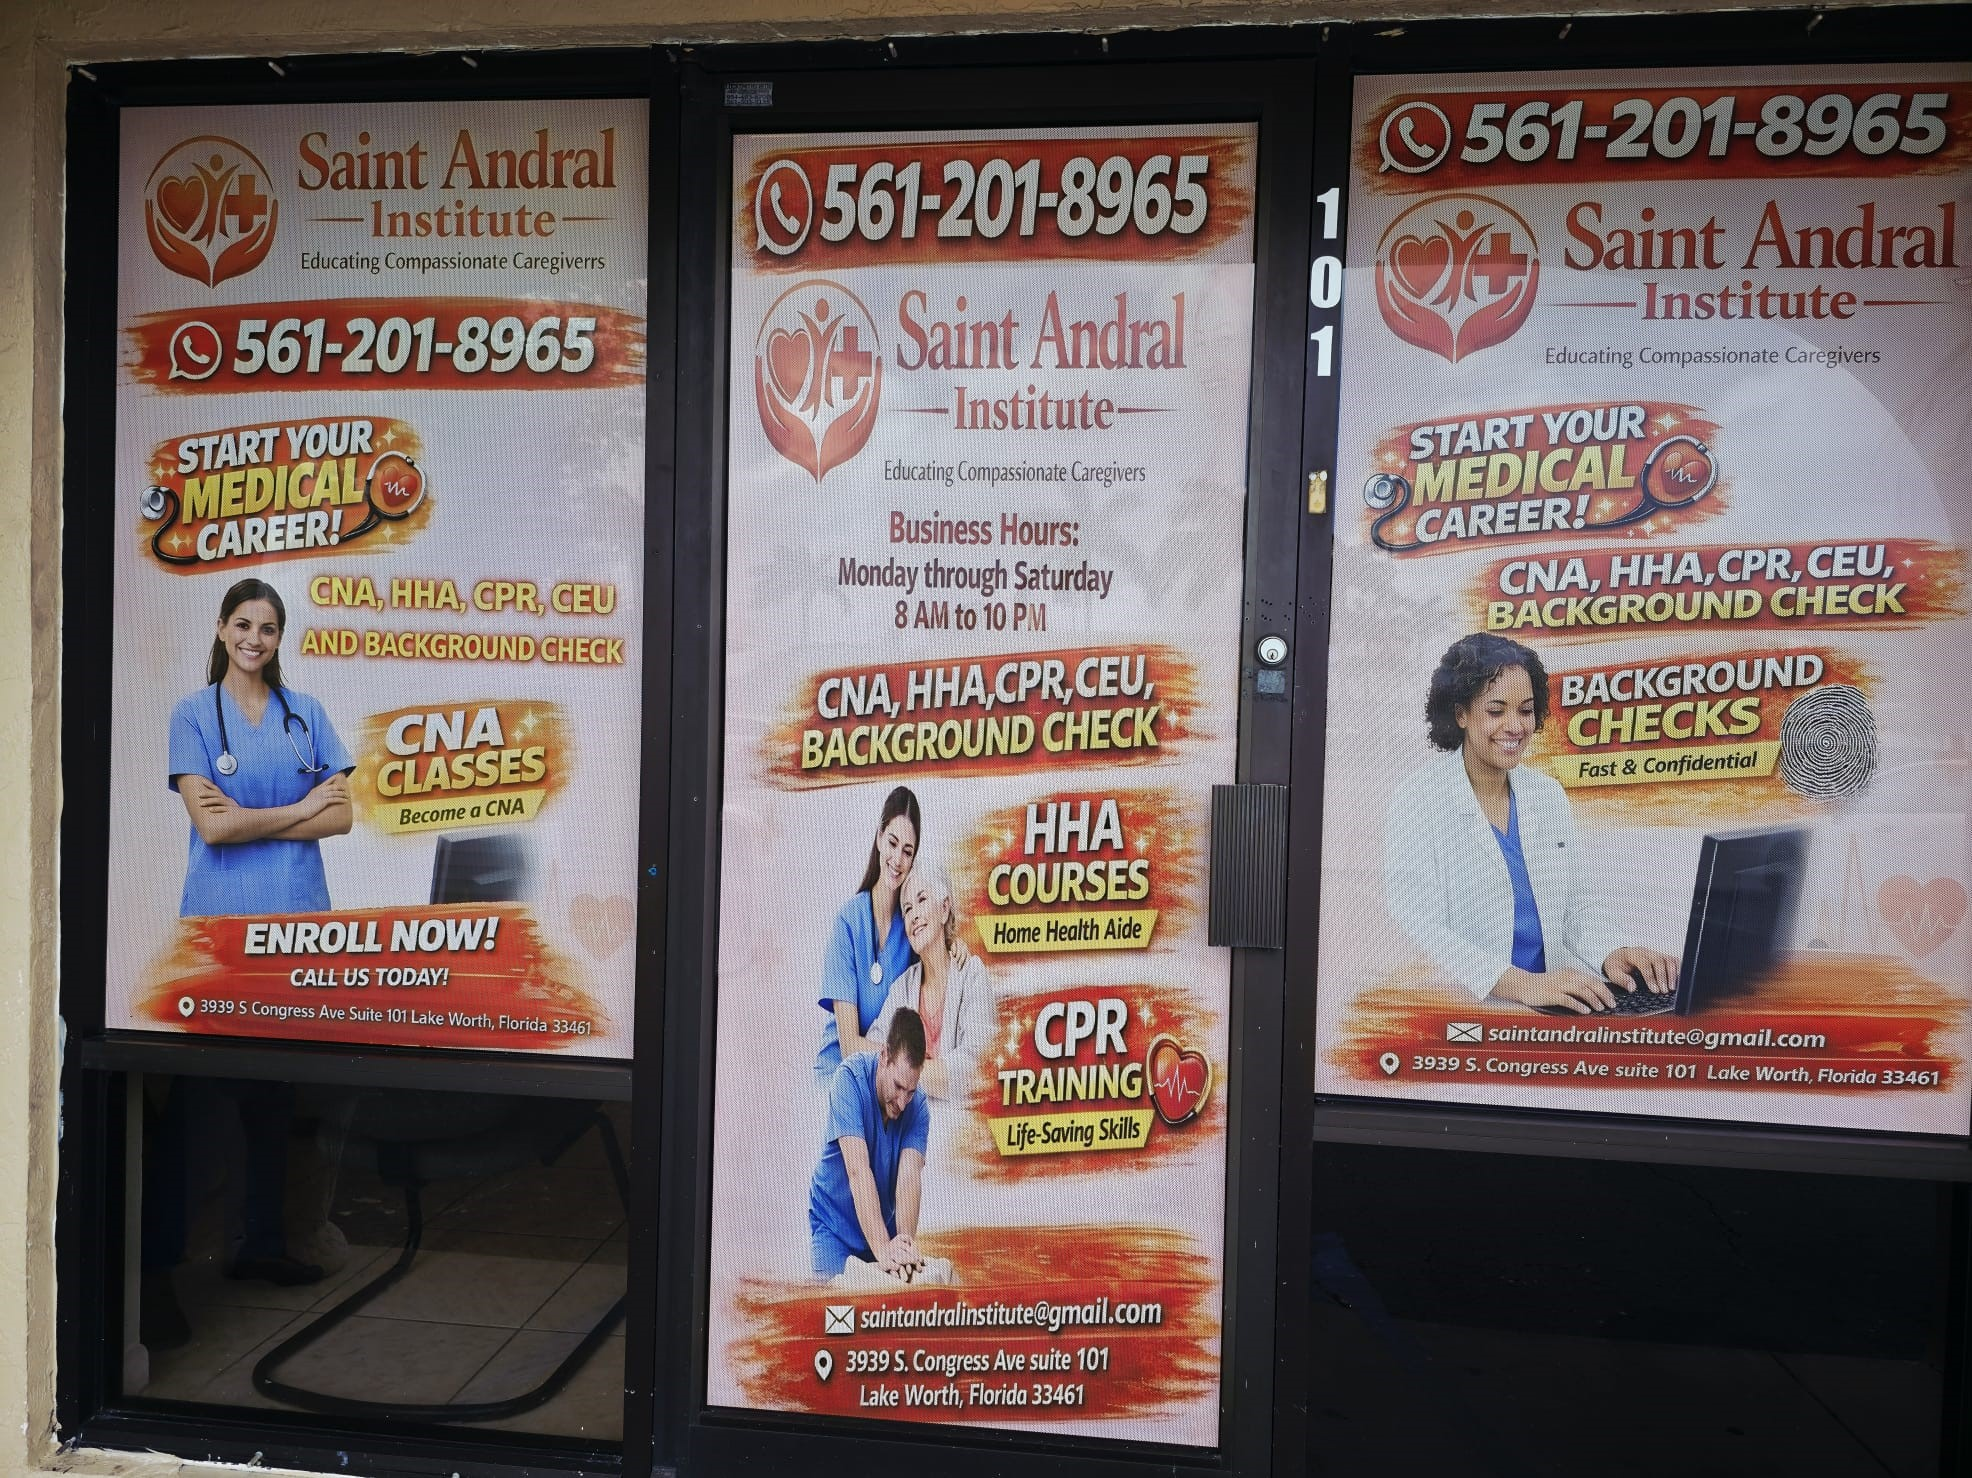 Saint Andral
Institute
Educating Compassionate Caregiverrs
561-201-8965
START YOUR
MEDICAL
CAREER!
CNA, HHA, CPR, CEU
AND BACKGROUND CHECK
CNA
CLASSES
Become a CNA
ENROLL NOW!
CALL US TODAY!
3939 S Congress Ave Suite 101 Lake Worth, Florida 33461
561-201-8965
Saint Andral
Institute
Educating Compassionate Caregivers
Business Hours:
Monday through Saturday
8 AM to 10 PM
CNA, HHA,CPR, CEU,
BACKGROUND CHECK
HHA
COURSES
Home Health Aide
CPR
TRAINING
Life-Saving Skills
saintandralinstitute@gmail.com
3939 S. Congress Ave suite 101
Lake Worth, Florida 33461
101
561-201-8965
Saint Andral
Institute
Educating Compassionate Caregivers
START YOUR
MEDICAL
CAREER!
CNA, HHA,CPR, CEU,
BACKGROUND CHECK
BACKGROUND
CHECKS
Fast & Confidential
saintandralinstitute@gmail.com
3939 S. Congress Ave suite 101 Lake Worth, Florida 33461